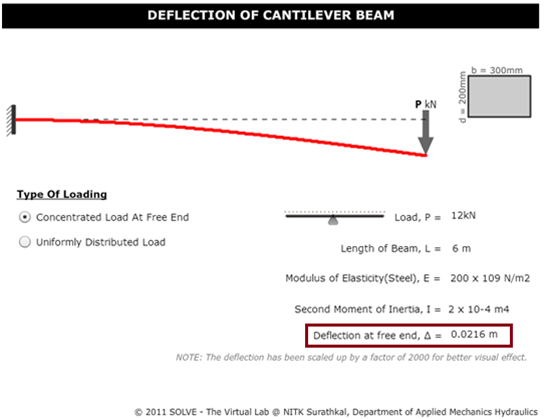 DEFLECTION OF CANTILEVER BEAM
b = 300mm
d = 200mm
P kN
Type Of Loading
Concentrated Load At Free End
Uniformly Distributed Load
Load, P = 12kN
Length of Beam, L = 6 m
Modulus of Elasticity(Steel), E = 200 x 109 N/m2
Second Moment of Inertia, I = 2 x 10-4 m4
Deflection at free end, Δ = 0.0216 m
NOTE: The deflection has been scaled up by a factor of 2000 for better visual effect.
© 2011 SOLVE - The Virtual Lab @ NITK Surathkal, Department of Applied Mechanics Hydraulics